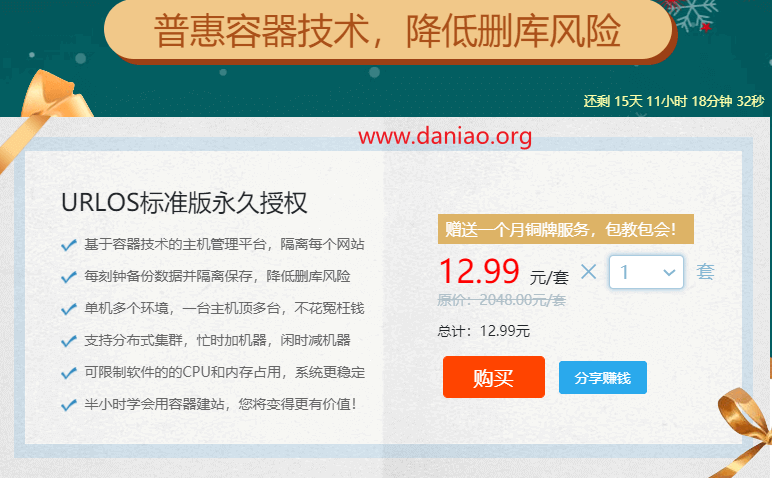 普惠容器技术，降低删库风险
还剩 15天 11小时 18分钟 32秒
www.daniao.org
URLOS标准版永久授权
基于容器技术的主机管理平台，隔离每个网站
每刻钟备份数据并隔离保存，降低删库风险
单机多个环境，一台主机顶多台，不花冤枉钱
支持分布式集群，忙时加机器，闲时减机器
可限制软件的的CPU和内存占用，系统更稳定
半小时学会用容器建站，您将变得更有价值！
赠送一个月铜牌服务，包教包会！
12.99 元/套 × 1 套
原价：2048.00元/套
总计：12.99元
购买 分享赚钱